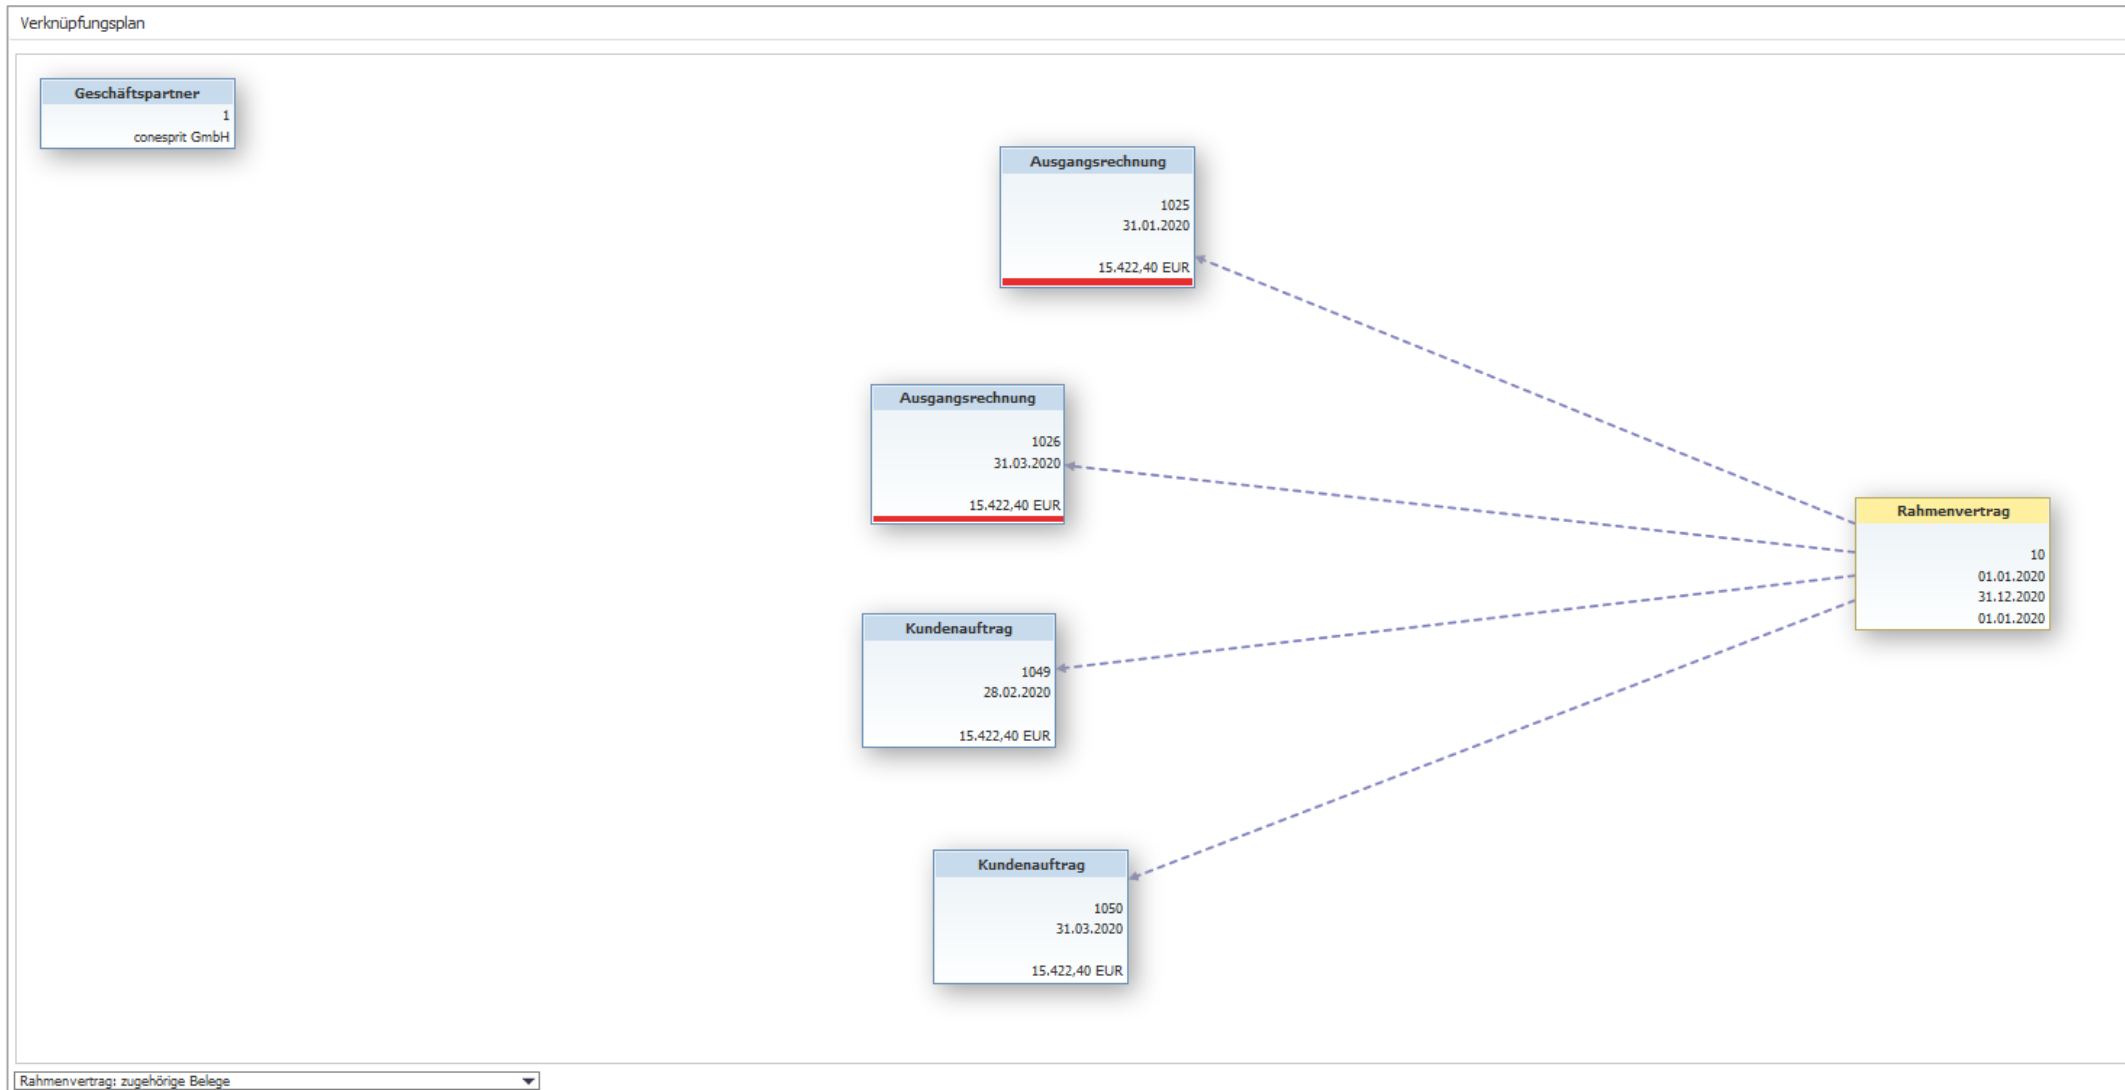 Verknüpfungsplan
Geschäftspartner
1
conesprit GmbH
Ausgangsrechnung
1025
31.01.2020
15.422,40 EUR
Ausgangsrechnung
1026
31.03.2020
15.422,40 EUR
Rahmenvertrag
10
01.01.2020
31.12.2020
01.01.2020
Kundenauftrag
1049
28.02.2020
15.422,40 EUR
Kundenauftrag
1050
31.03.2020
15.422,40 EUR
Rahmenvertrag: zugehörige Belege